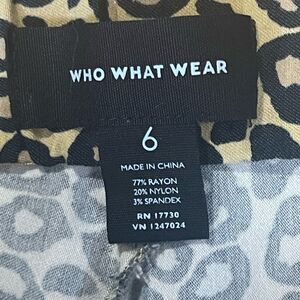 WHO WHAT WEAR
6
MADE IN CHINA
77% RAYON
20% NYLON
3% SPANDEX
RN 17730
VN 1247024